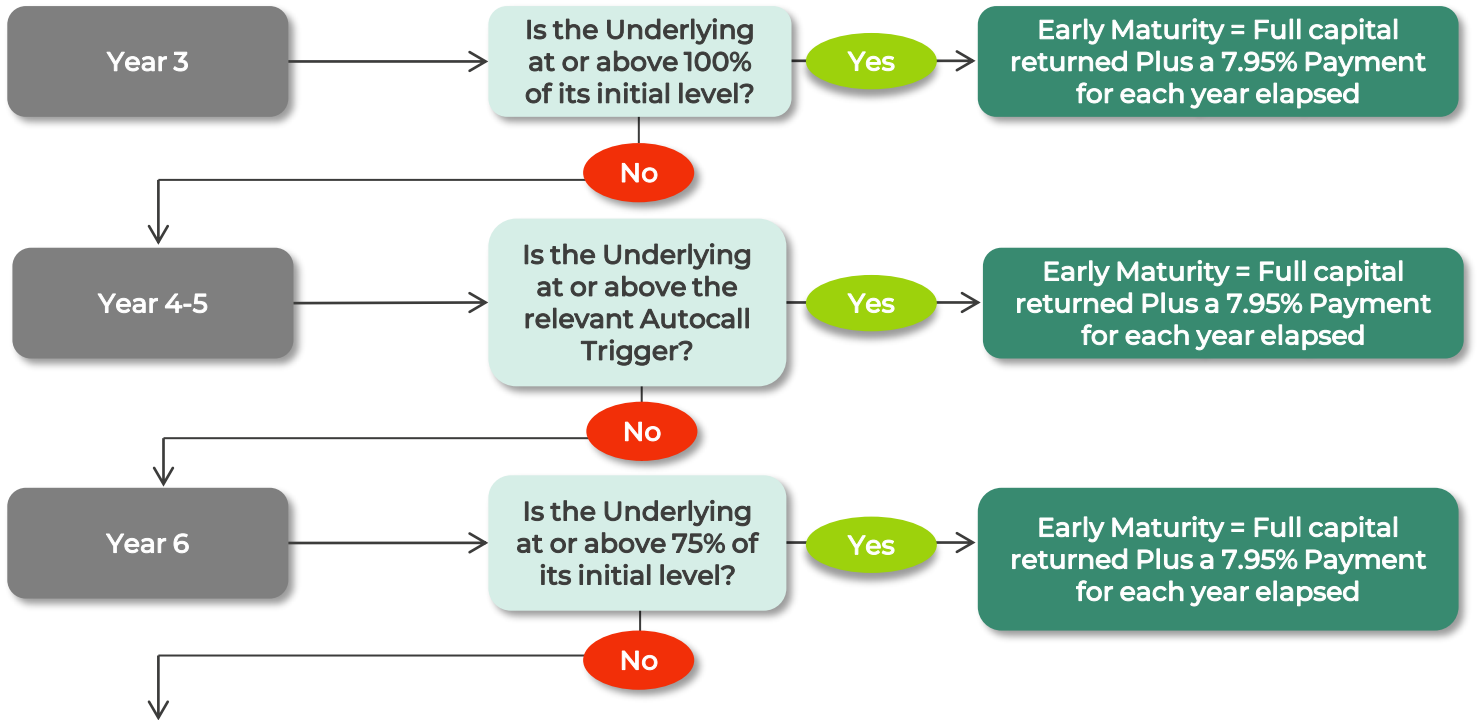 Year 3
Is the Underlying
at or above 100%
of its initial level?
Yes
Early Maturity = Full capital
returned Plus a 7.95% Payment
for each year elapsed
No
Year 4-5
Is the Underlying
at or above the
relevant Autocall
Trigger?
Yes
Early Maturity = Full capital
returned Plus a 7.95% Payment
for each year elapsed
No
Year 6
Is the Underlying
at or above 75% of
its initial level?
Yes
Early Maturity = Full capital
returned Plus a 7.95% Payment
for each year elapsed
No